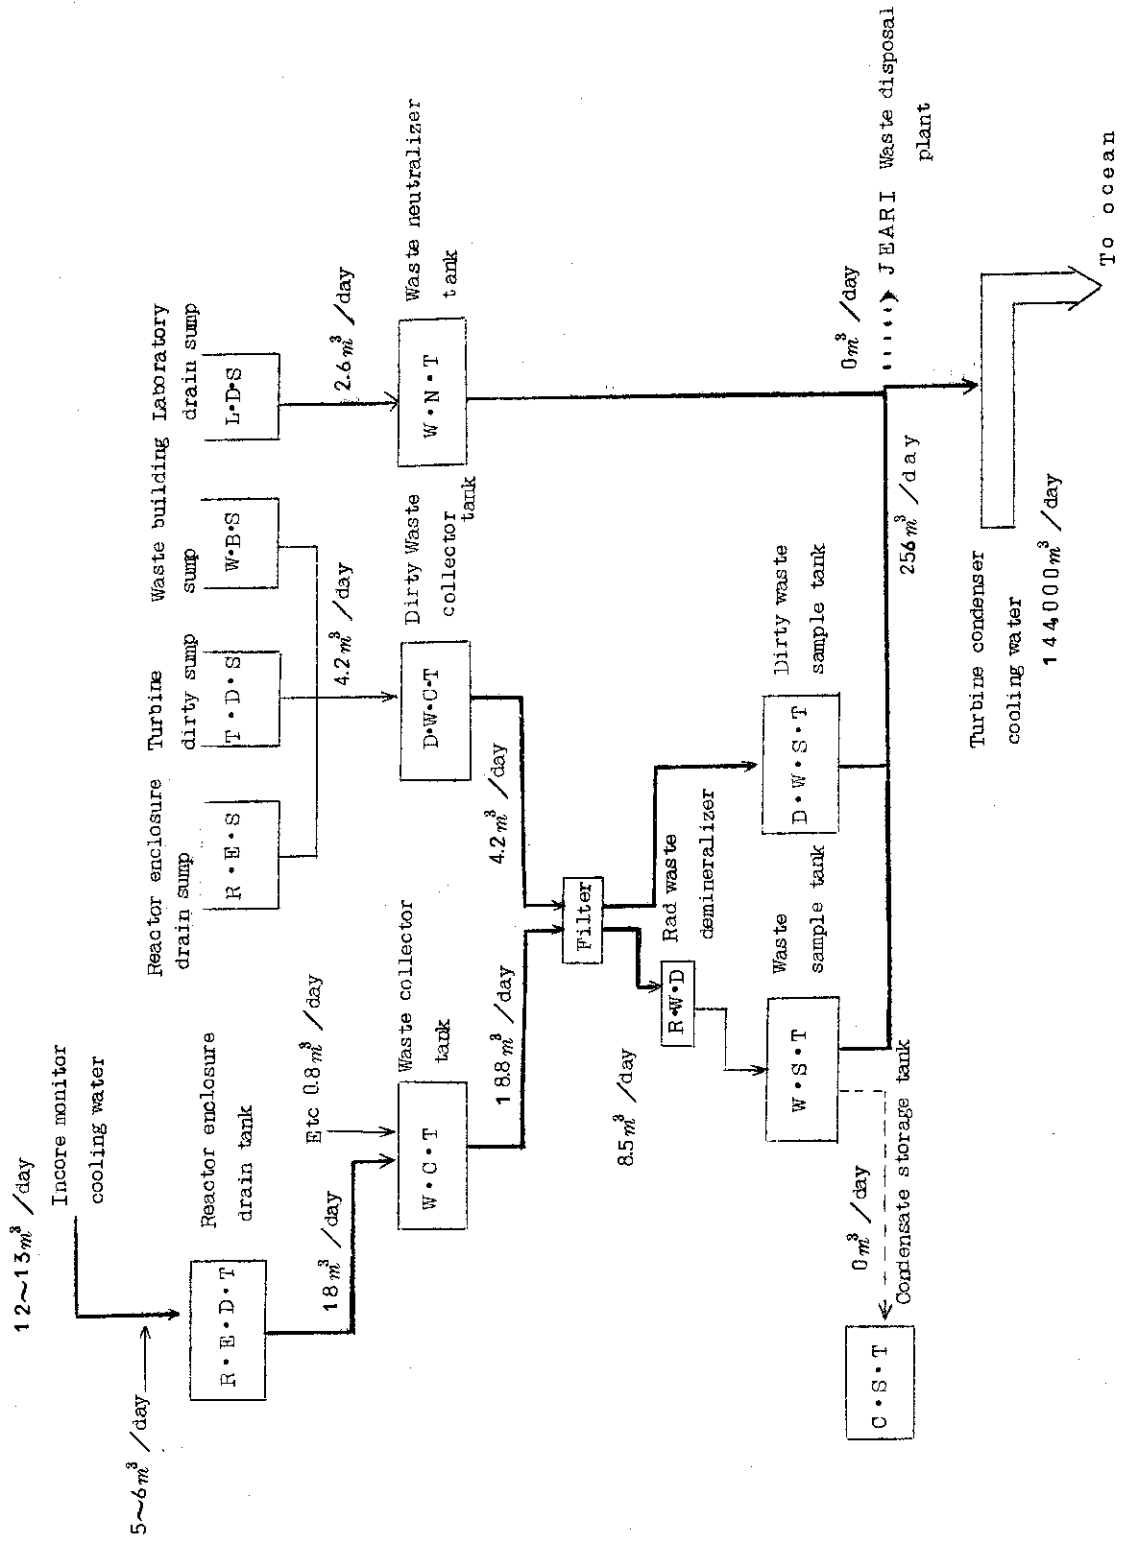 12~13m³ /day
Incore monitor
cooling water
5~6m³ /day
Reactor enclosure
drain tank
R•E•D•T
18m³ /day
Etc 0.8m³ /day
Waste collector
tank
W•C•T
18.8m³ /day
Reactor enclosure
drain sump
R•E•S
Turbine
dirty sump
T•D•S
Waste building
sump
W•B•S
Laboratory
drain sump
L•D•S
4.2m³ /day
2.6m³ /day
Dirty Waste
collector
tank
D•W•C•T
Waste neutralizer
tank
W•N•T
4.2m³ /day
Filter
8.5m³ /day
Rad waste
demineralizer
R•W•D
Waste
sample tank
W•S•T
Dirty waste
sample tank
D•W•S•T
0m³ /day
Condensate storage tank
C•S•T
256m³ /day
0m³ /day
JEARI Waste disposal
plant
Turbine condenser
cooling water
144,000m³ /day
To ocean